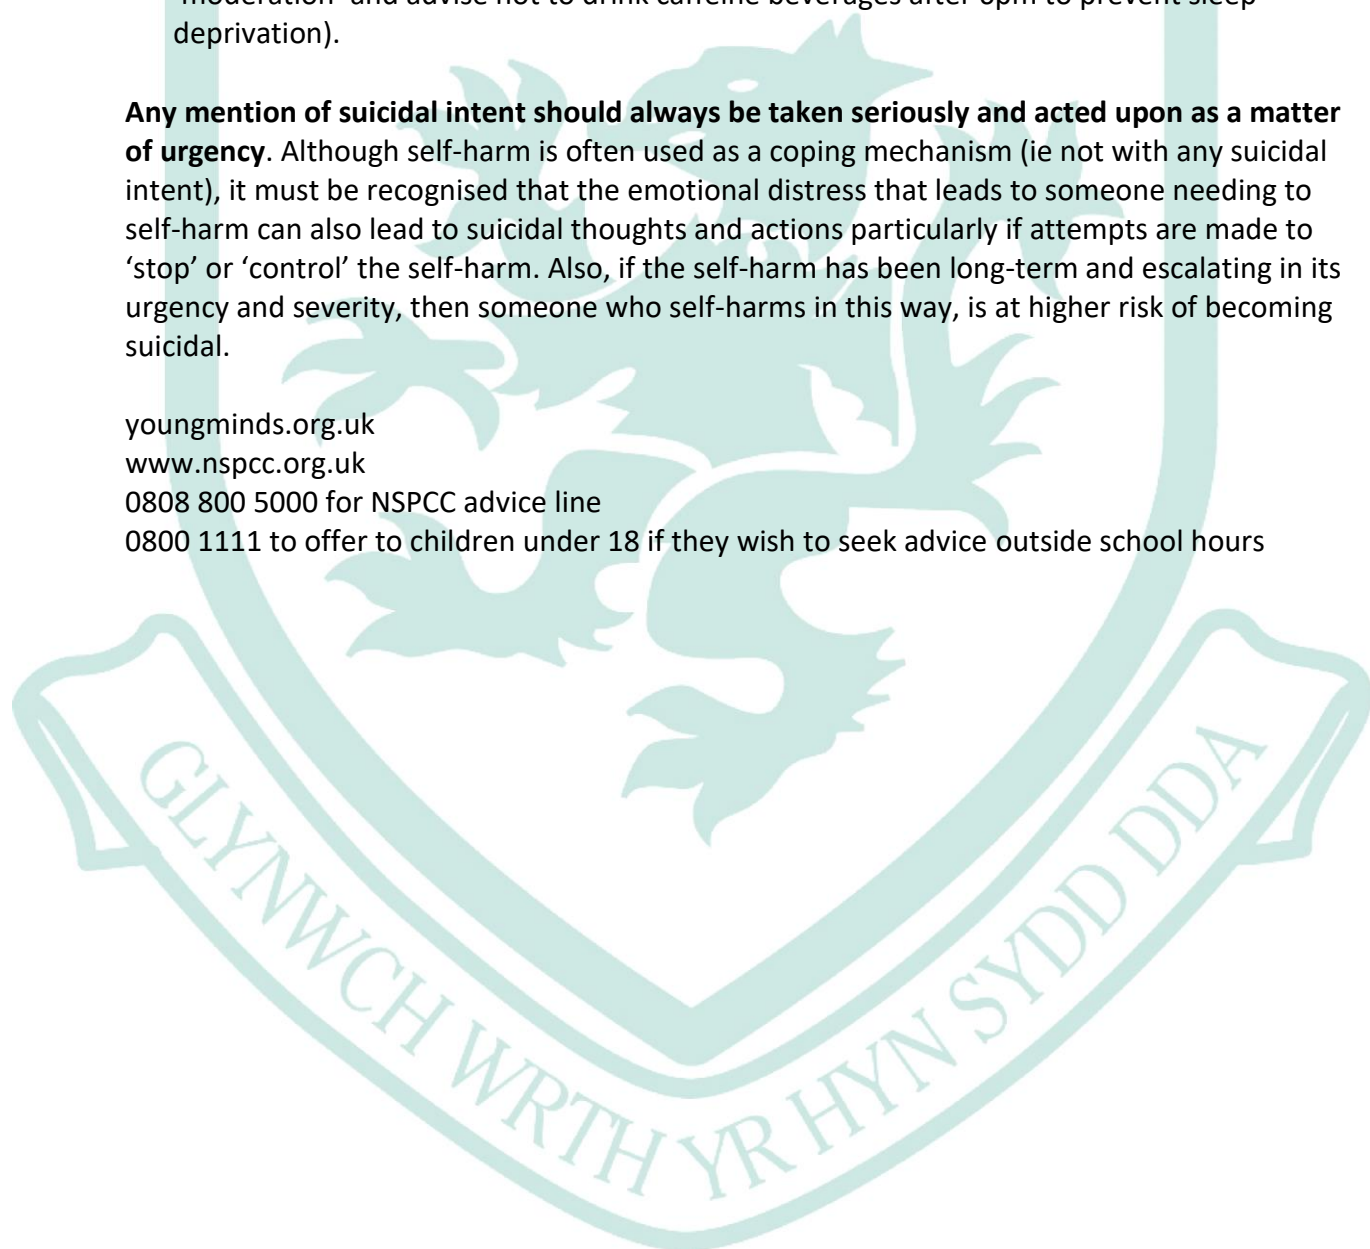 deprivation).
Any mention of suicidal intent should always be taken seriously and acted upon as a matter
of urgency. Although self-harm is often used as a coping mechanism (ie not with any suicidal
intent), it must be recognised that the emotional distress that leads to someone needing to
self-harm can also lead to suicidal thoughts and actions particularly if attempts are made to
‘stop’ or ‘control’ the self-harm. Also, if the self-harm has been long-term and escalating in its
urgency and severity, then someone who self-harms in this way, is at higher risk of becoming
suicidal.
youngminds.org.uk
www.nspcc.org.uk
0808 800 5000 for NSPCC advice line
0800 1111 to offer to children under 18 if they wish to seek advice outside school hours
GLYNWCH WRTH YR HYN SYDD DDA